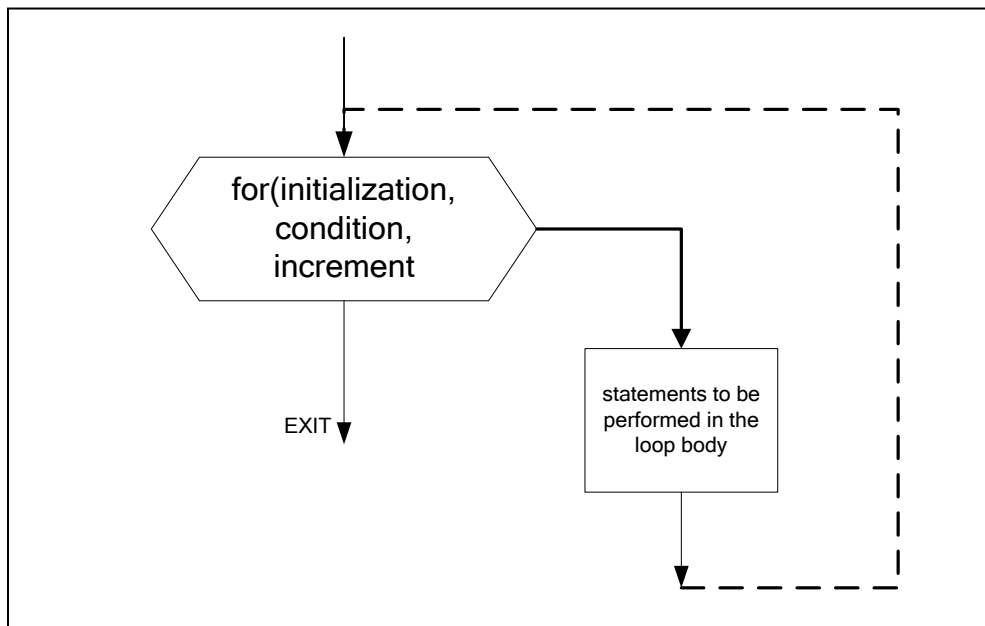 for(initialization,
condition,
increment
statements to be
performed in the
loop body
EXIT